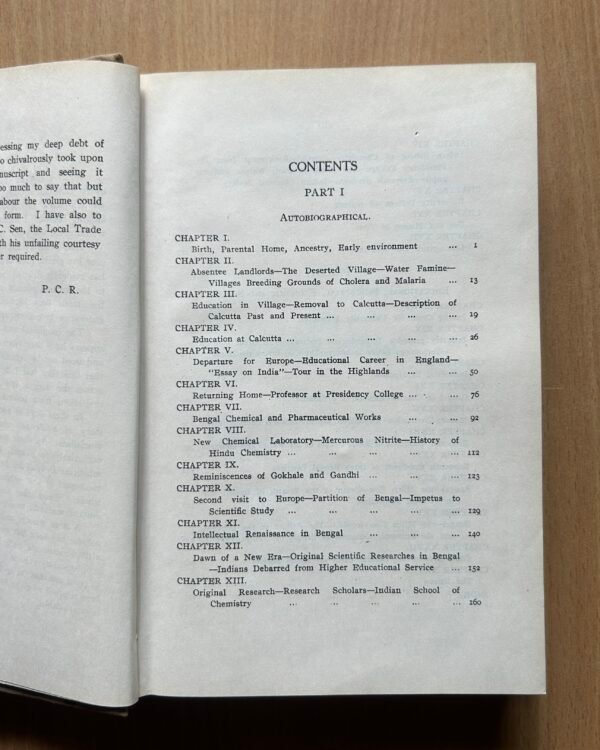 essing my deep debt of
o chivalrously took upon
nuscript and seeing it
oo much to say that but
abour the volume could
form. I have also to
C. Sen, the Local Trade
th his unfailing courtesy
er required.
P. C. R.
CONTENTS
PART I
AUTOBIOGRAPHICAL.
CHAPTER I.
Birth, Parental Home, Ancestry, Early environment ... 1
CHAPTER II.
Absentee Landlords—The Deserted Village—Water Famine—
Villages Breeding Grounds of Cholera and Malaria ... 13
CHAPTER III.
Education in Village—Removal to Calcutta—Description of
Calcutta Past and Present ... ... ... ... 19
CHAPTER IV.
Education at Calcutta ... ... ... ... ... 26
CHAPTER V.
Departure for Europe—Educational Career in England—
"Essay on India"—Tour in the Highlands ... ... 50
CHAPTER VI.
Returning Home—Professor at Presidency College ... ... 76
CHAPTER VII.
Bengal Chemical and Pharmaceutical Works ... ... 92
CHAPTER VIII.
New Chemical Laboratory—Mercurous Nitrite—History of
Hindu Chemistry ... ... ... ... ... 112
CHAPTER IX.
Reminiscences of Gokhale and Gandhi ... ... ... 123
CHAPTER X.
Second visit to Europe—Partition of Bengal—Impetus to
Scientific Study ... ... ... ... ... 129
CHAPTER XI.
Intellectual Renaissance in Bengal ... ... ... 140
CHAPTER XII.
Dawn of a New Era—Original Scientific Researches in Bengal
—Indians Debarred from Higher Educational Service ... 152
CHAPTER XIII.
Original Research—Research Scholars—Indian School of
Chemistry ... ... ... ... ... 160